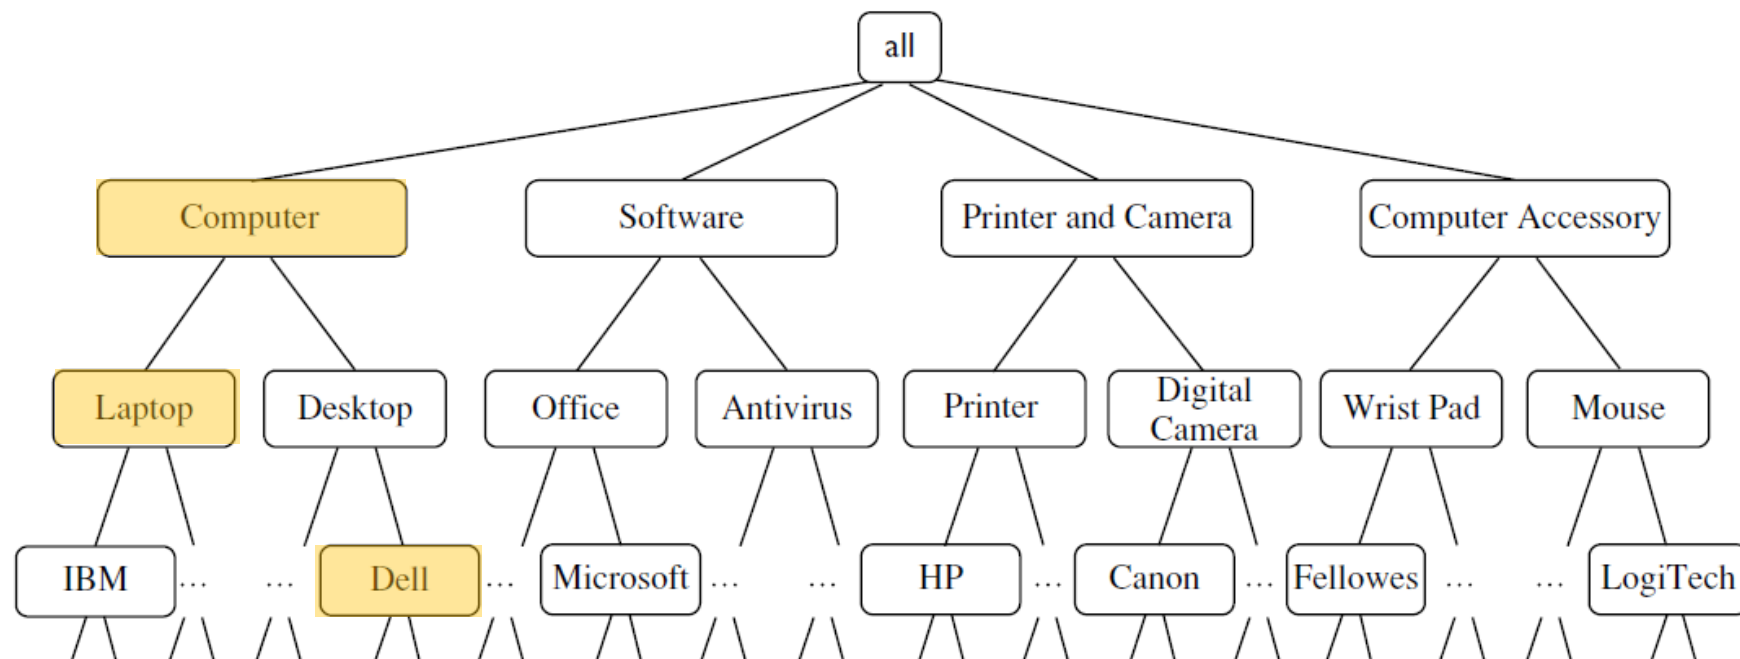 all
Computer
Software
Printer and Camera
Computer Accessory
Laptop
Desktop
Office
Antivirus
Printer
Digital
Camera
Wrist Pad
Mouse
IBM
...
...
Dell
...
Microsoft
...
...
HP
...
Canon
...
Fellowes
...
...
LogiTech